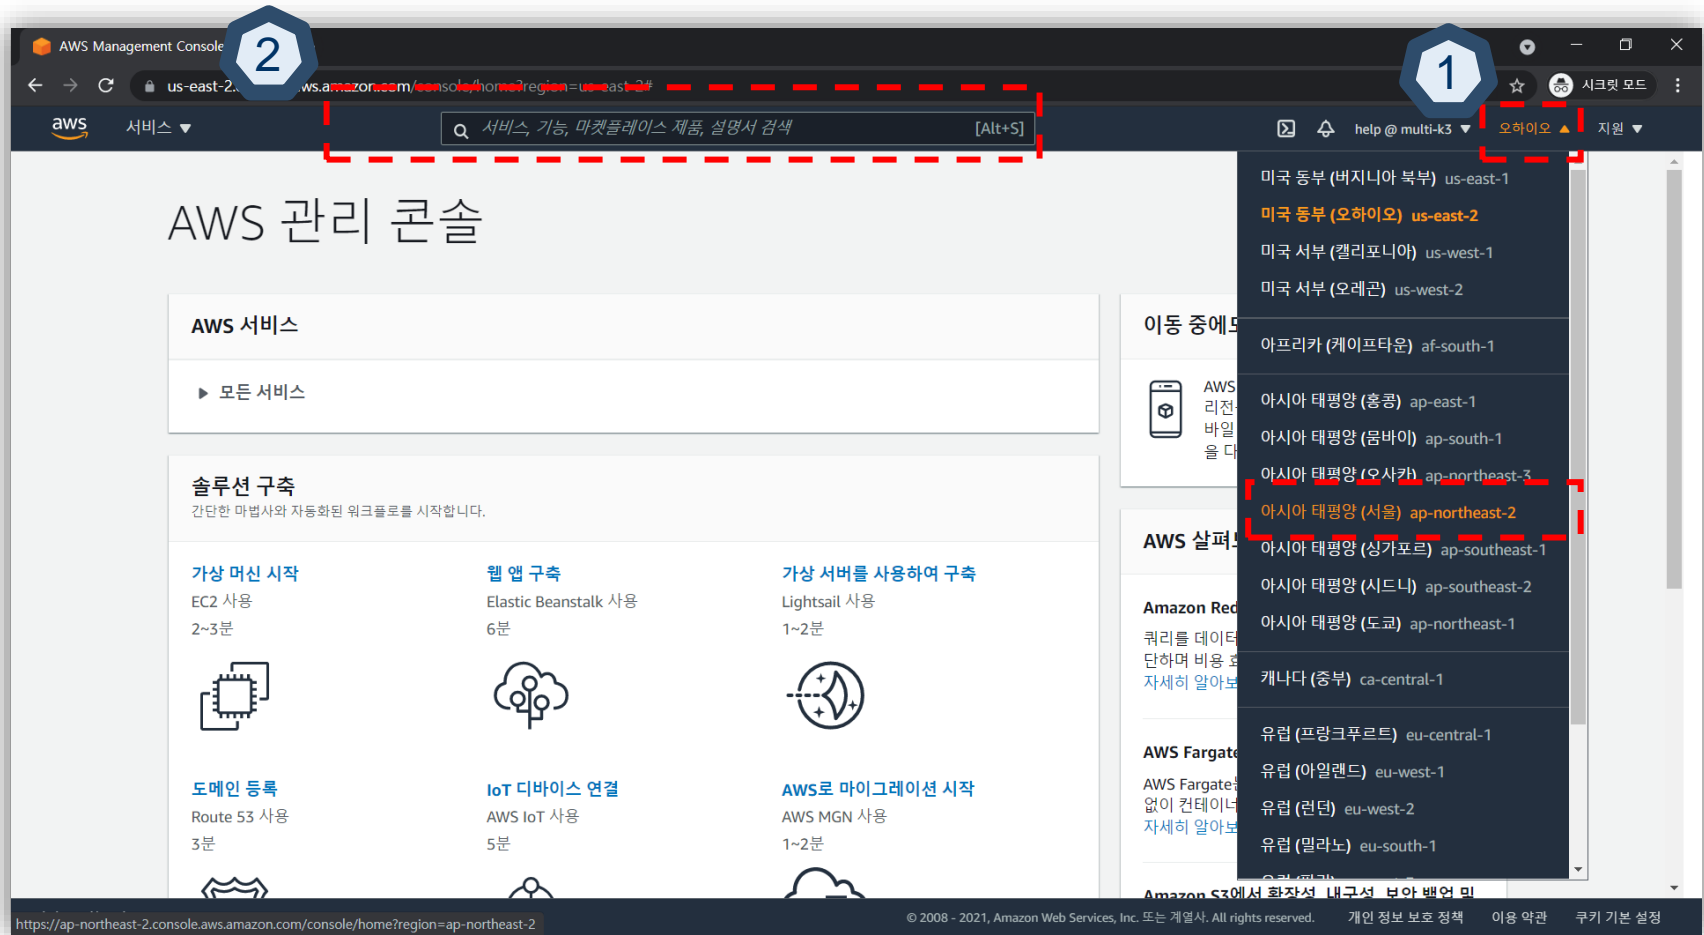 AWS Management Console
2
1
us-east-2. ws.amazon.com/console/home?region=us-east-2#
시크릿 모드
aws
서비스 ▼
서비스, 기능, 마켓플레이스 제품, 설명서 검색
[Alt+S]
help @ multi-k3 ▼
오하이오 ▲
지원 ▼
AWS 관리 콘솔
AWS 서비스
▶ 모든 서비스
솔루션 구축
간단한 마법사와 자동화된 워크플로를 시작합니다.
가상 머신 시작
EC2 사용
2~3분
웹 앱 구축
Elastic Beanstalk 사용
6분
가상 서버를 사용하여 구축
Lightsail 사용
1~2분
도메인 등록
Route 53 사용
3분
IoT 디바이스 연결
AWS IoT 사용
5분
AWS로 마이그레이션 시작
AWS MGN 사용
1~2분
이동 중에도
AWS
리전
바일
을 다
AWS 살펴보
Amazon Red
쿼리를 데이터
단하며 비용 효
자세히 알아보
AWS Fargate
AWS Fargate는
없이 컨테이너
자세히 알아보
Amazon S3에서 확장성, 내구성, 보안 백업 및
미국 동부 (버지니아 북부) us-east-1
미국 동부 (오하이오) us-east-2
미국 서부 (캘리포니아) us-west-1
미국 서부 (오레곤) us-west-2
아프리카 (케이프타운) af-south-1
아시아 태평양 (홍콩) ap-east-1
아시아 태평양 (뭄바이) ap-south-1
아시아 태평양 (오사카) ap-northeast-3
아시아 태평양 (서울) ap-northeast-2
아시아 태평양 (싱가포르) ap-southeast-1
아시아 태평양 (시드니) ap-southeast-2
아시아 태평양 (도쿄) ap-northeast-1
캐나다 (중부) ca-central-1
유럽 (프랑크푸르트) eu-central-1
유럽 (아일랜드) eu-west-1
유럽 (런던) eu-west-2
유럽 (밀라노) eu-south-1
https://ap-northeast-2.console.aws.amazon.com/console/home?region=ap-northeast-2
© 2008 - 2021, Amazon Web Services, Inc. 또는 계열사. All rights reserved.
개인 정보 보호 정책
이용 약관
쿠키 기본 설정